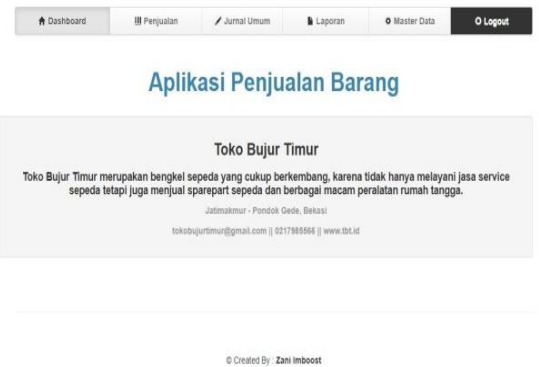 Dashboard
Penjualan
Jurnal Umum
Laporan
Master Data
Logout
Aplikasi Penjualan Barang
Toko Bujur Timur
Toko Bujur Timur merupakan bengkel sepeda yang cukup berkembang, karena tidak hanya melayani jasa service
sepeda tetapi juga menjual sparepart sepeda dan berbagai macam peralatan rumah tangga.
Jatimakmur - Pondok Gede, Bekasi
tokobujurtimur@gmail.com || 0217985566 || www.tbt.id
© Created By : Zani Imboost